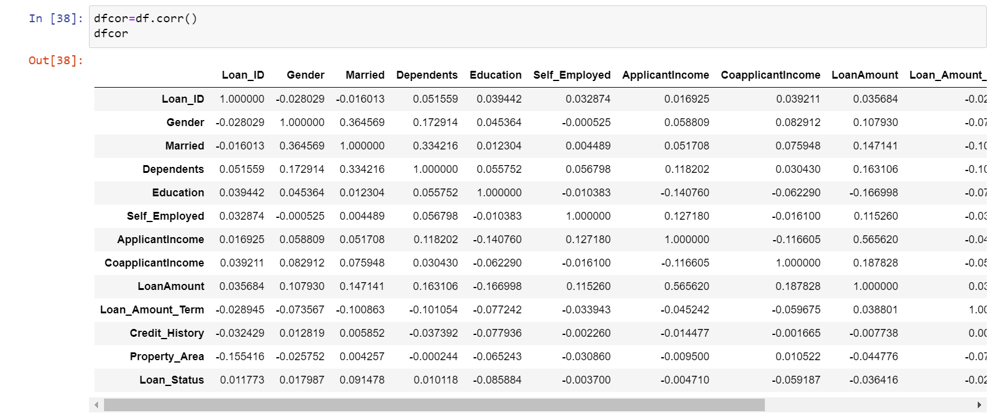 In [38]: dfcor=df.corr()
dfcor
Out[38]:
Loan_ID Gender Married Dependents Education Self_Employed ApplicantIncome CoapplicantIncome LoanAmount Loan_Amount_
Loan_ID 1.000000 -0.028029 -0.016013 0.051559 0.039442 0.032874 0.016925 0.039211 0.035684 -0.02
Gender -0.028029 1.000000 0.364569 0.172914 0.045364 -0.000525 0.058809 0.082912 0.107930 -0.07
Married -0.016013 0.364569 1.000000 0.334216 0.012304 0.004489 0.051708 0.075948 0.147141 -0.10
Dependents 0.051559 0.172914 0.334216 1.000000 0.055752 0.056798 0.118202 0.030430 0.163106 -0.10
Education 0.039442 0.045364 0.012304 0.055752 1.000000 -0.010383 -0.140760 -0.062290 -0.166998 -0.07
Self_Employed 0.032874 -0.000525 0.004489 0.056798 -0.010383 1.000000 0.127180 -0.016100 0.115260 -0.03
ApplicantIncome 0.016925 0.058809 0.051708 0.118202 -0.140760 0.127180 1.000000 -0.116605 0.565620 -0.04
CoapplicantIncome 0.039211 0.082912 0.075948 0.030430 -0.062290 -0.016100 -0.116605 1.000000 0.187828 -0.05
LoanAmount 0.035684 0.107930 0.147141 0.163106 -0.166998 0.115260 0.565620 0.187828 1.000000 0.03
Loan_Amount_Term -0.028945 -0.073567 -0.100863 -0.101054 -0.077242 -0.033943 -0.045242 -0.059675 0.038801 1.00
Credit_History -0.032429 0.012819 0.005852 -0.037392 -0.077936 -0.002260 -0.014477 -0.001665 -0.007738 0.00
Property_Area -0.155416 -0.025752 0.004257 -0.000244 -0.065243 -0.030860 -0.009500 0.010522 -0.044776 -0.07
Loan_Status 0.011773 0.017987 0.091478 0.010118 -0.085884 -0.003700 -0.004710 -0.059187 -0.036416 -0.02